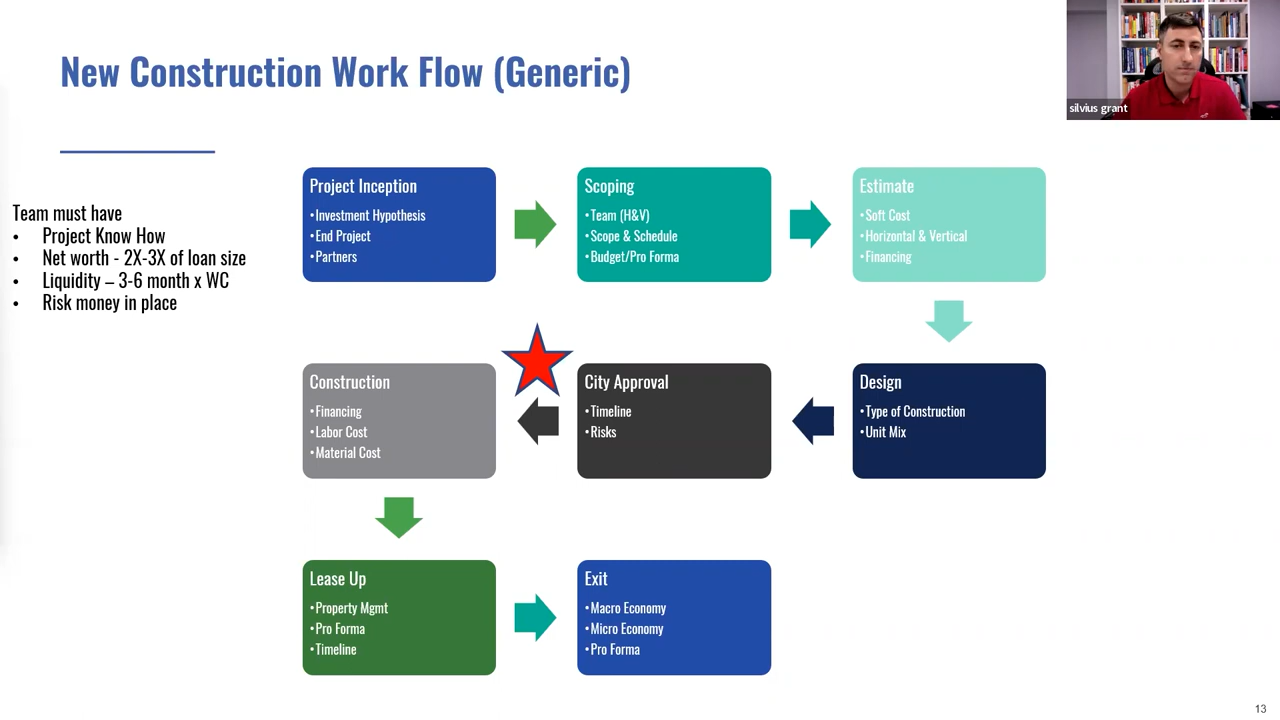 New Construction Work Flow (Generic)
silvius grant
Team must have
• Project Know How
• Net worth - 2X-3X of loan size
• Liquidity – 3-6 month x WC
• Risk money in place
Project Inception
•Investment Hypothesis
•End Project
•Partners
Scoping
•Team (H&V)
•Scope & Schedule
•Budget/Pro Forma
Estimate
•Soft Cost
•Horizontal & Vertical
•Financing
Design
•Type of Construction
•Unit Mix
City Approval
•Timeline
•Risks
Construction
•Financing
•Labor Cost
•Material Cost
Lease Up
•Property Mgmt
•Pro Forma
•Timeline
Exit
•Macro Economy
•Micro Economy
•Pro Forma
13